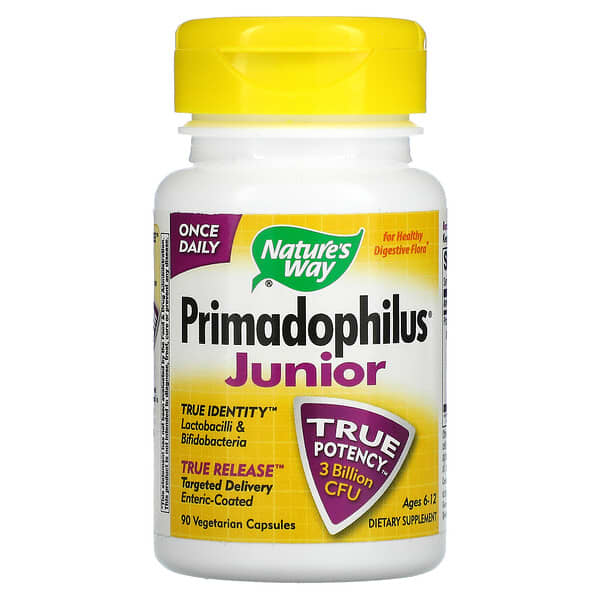 ONCE
DAILY
Nature's
Way®
for Healthy
Digestive Flora*
Primadophilus®
Junior
TRUE IDENTITY™
Lactobacilli &
Bifidobacteria
TRUE RELEASE™
Targeted Delivery
Enteric-Coated
90 Vegetarian Capsules
TRUE
POTENCY™
3 Billion
CFU
Ages 6-12
DIETARY SUPPLEMENT